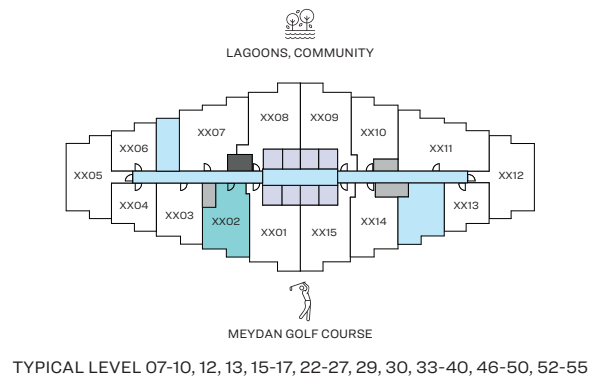 LAGOONS, COMMUNITY
XX08 XX09
XX07 XX10
XX06 XX11
XX05 XX12
XX04 XX03 XX02 XX14 XX13
XX01 XX15
MEYDAN GOLF COURSE
TYPICAL LEVEL 07-10, 12, 13, 15-17, 22-27, 29, 30, 33-40, 46-50, 52-55